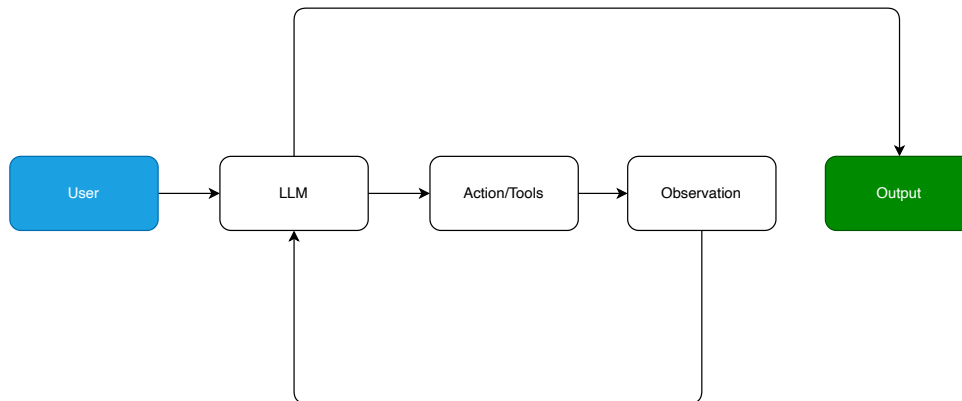 User
LLM
Action/Tools
Observation
Output